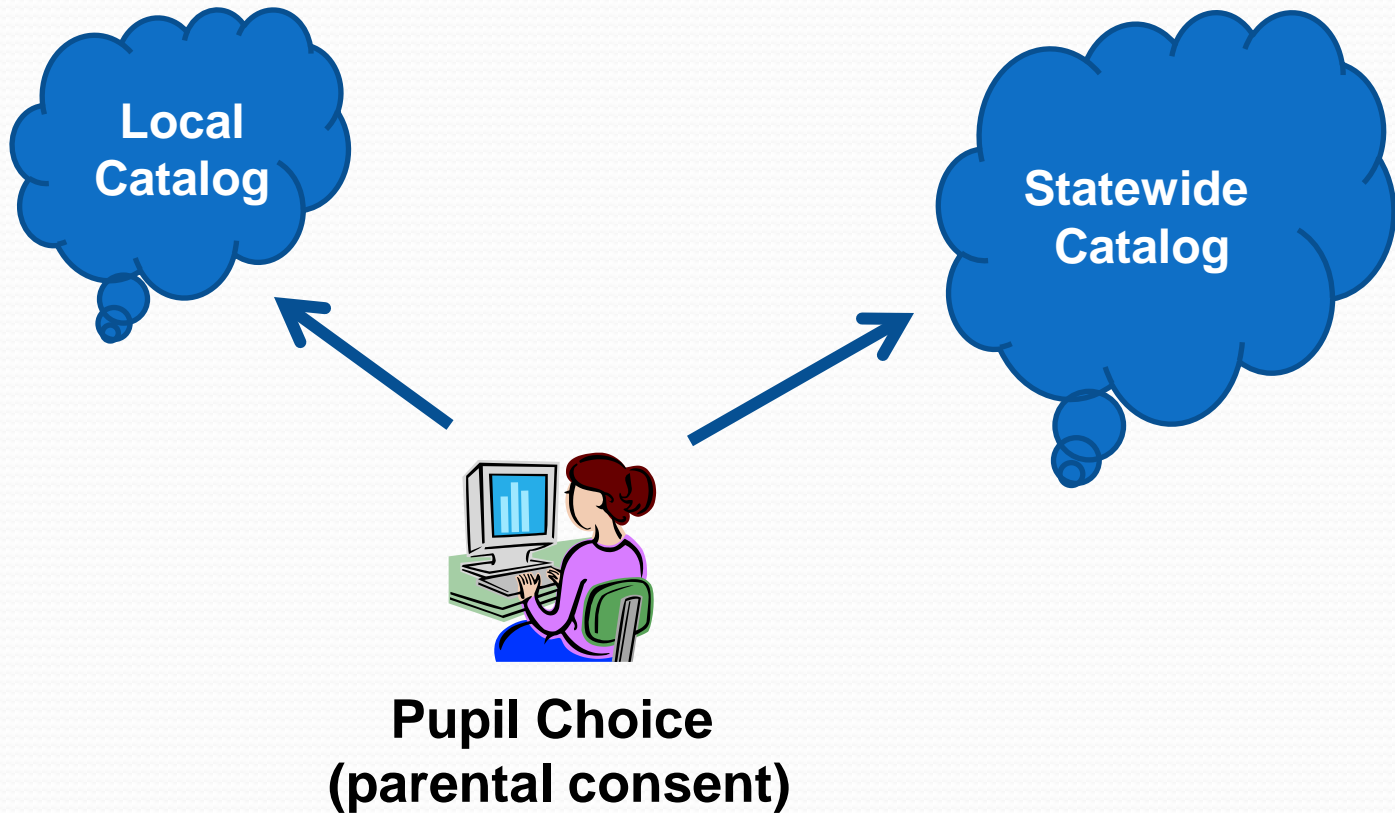 Local
Catalog
Statewide
Catalog
Pupil Choice
(parental consent)